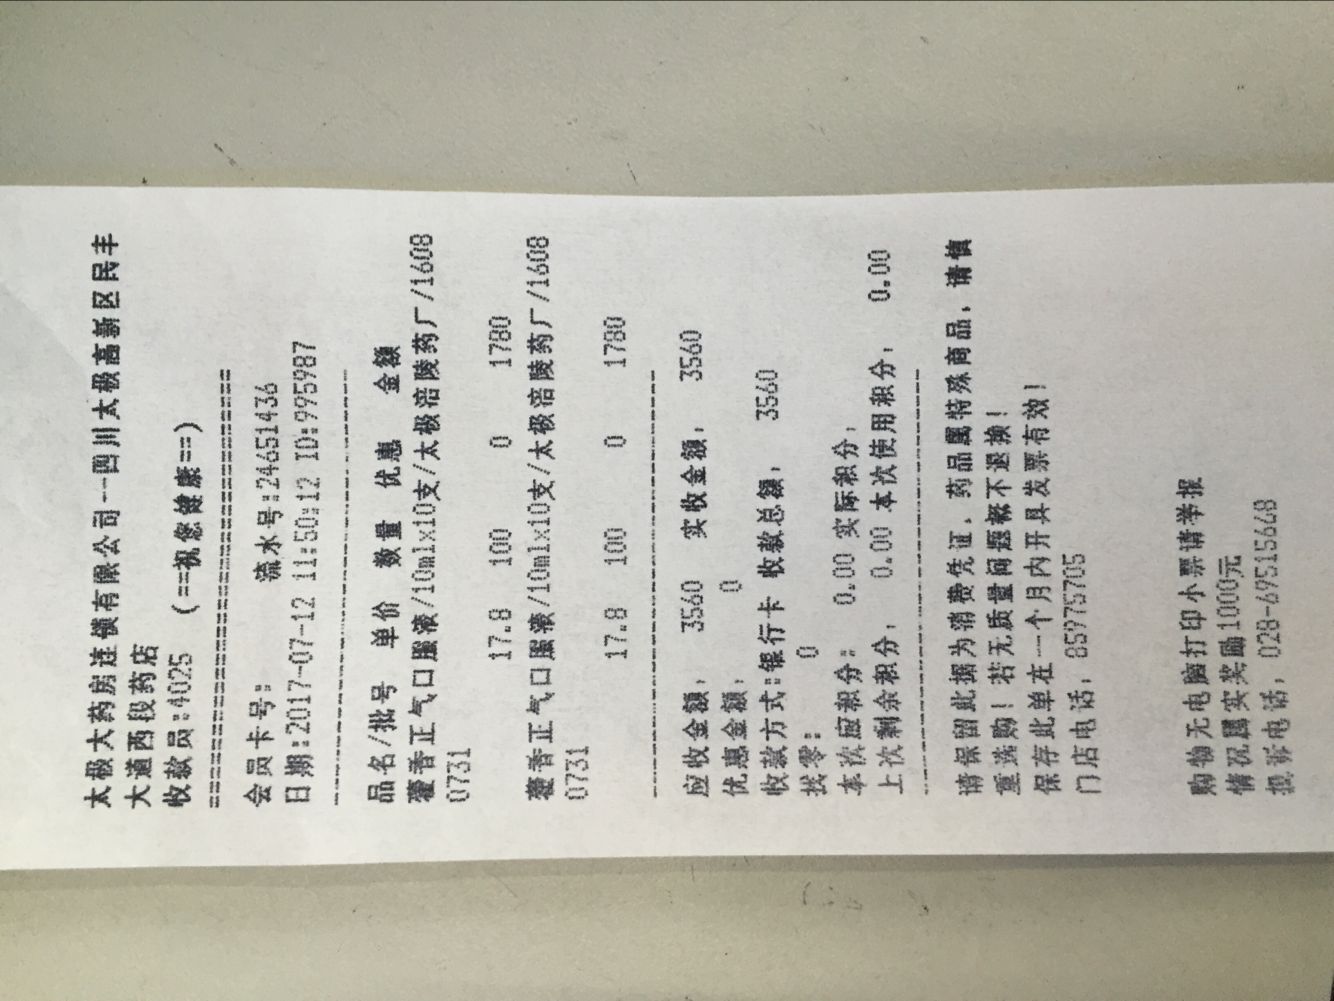 太极大药房连锁有限公司--四川太极高新区民丰
大道西段药店
收款员:4025 (==祝您健康==)
==========================================
会员卡号: 流水号:24651436
日期:2017-07-12 11:50:12 ID:995987
------------------------------------------
品名/批号 单价 数量 优惠 金额
藿香正气口服液/10mlx10支/太极涪陵药厂/1608
0731
17.8 100 0 1780
藿香正气口服液/10mlx10支/太极涪陵药厂/1608
0731
17.8 100 0 1780
------------------------------------------
应收金额: 3560 实收金额: 3560
优惠金额: 0
收款方式:银行卡 收款总额: 3560
找零: 0
本次应积分: 0.00 实际积分:
上次剩余积分: 0.00 本次使用积分: 0.00
------------------------------------------
请保留此据为消费凭证，药品属特殊商品，请慎
重选购！若无质量问题概不退换！
保存此单在一个月内开具发票有效！
门店电话: 85975705
购物无电脑打印小票请举报
情况属实奖励1000元
投诉电话: 028-69515648